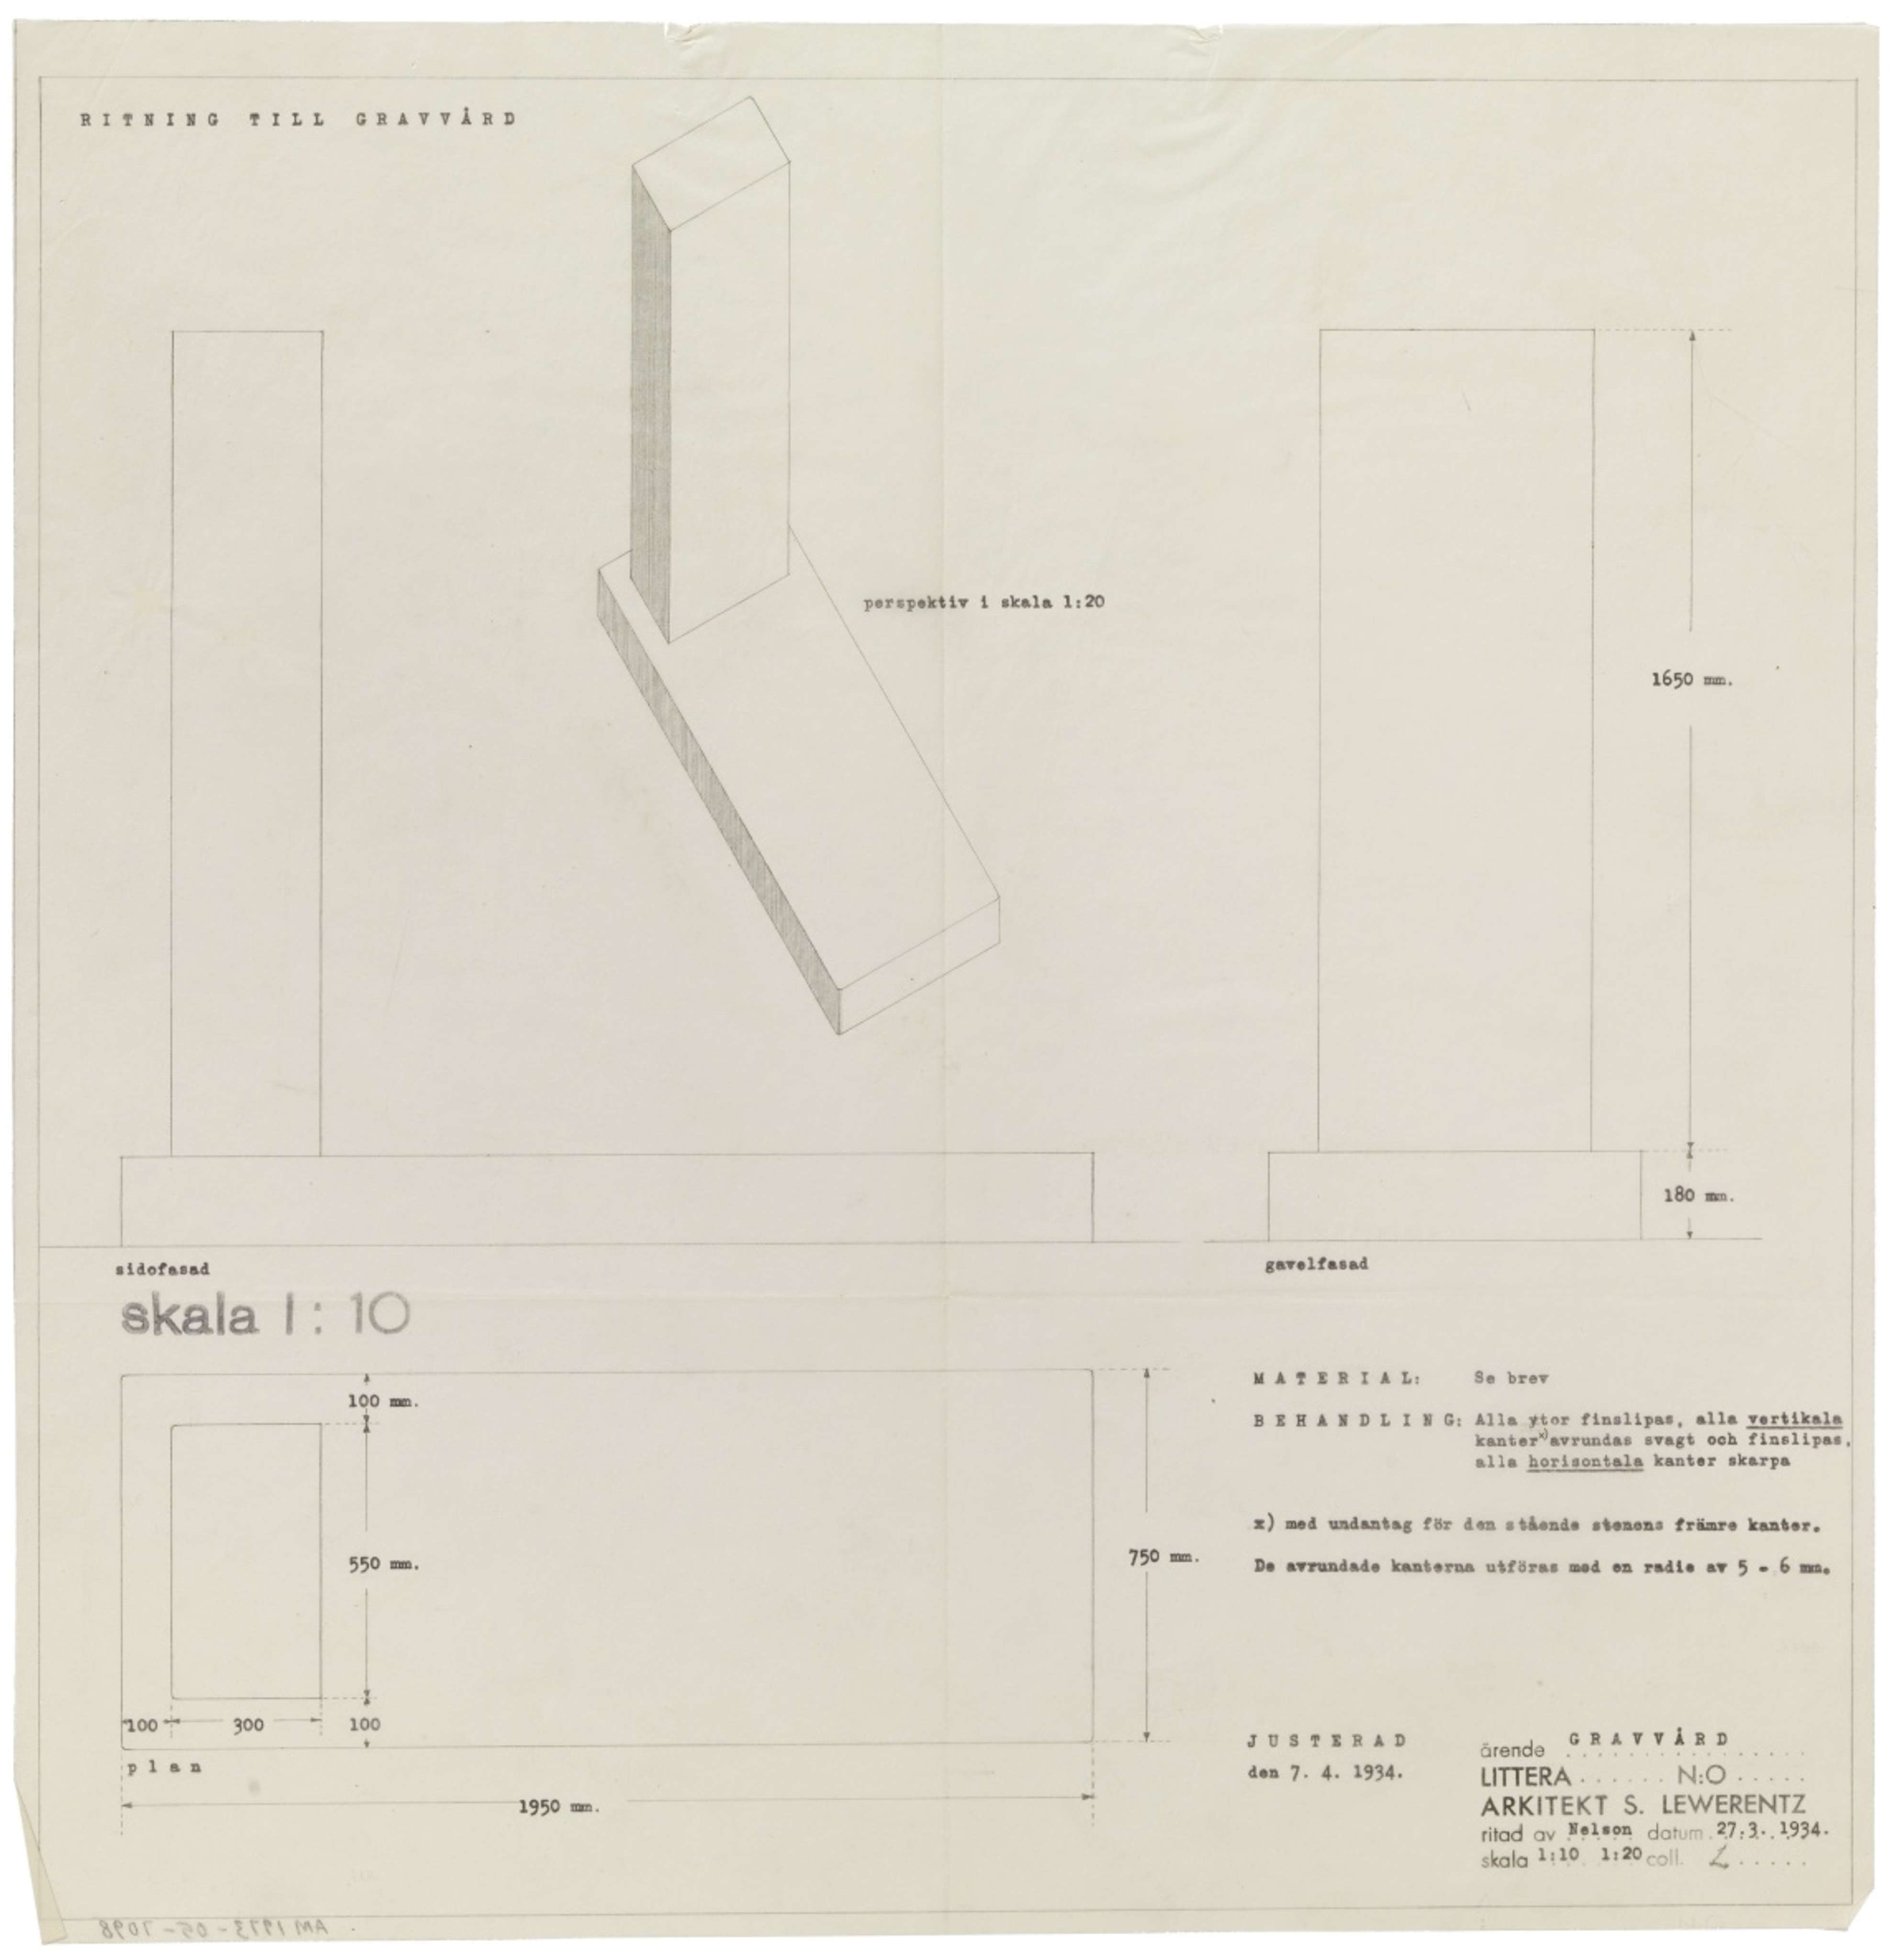 RITNING TILL GRAVVÅRD
perspektiv i skala 1:20
1650 mm.
180 mm.
sidofasad
gavelfasad
skala 1:10
100 mm.
550 mm.
750 mm.
100 300 100
plan
1950 mm.
MATERIAL: Se brev
BEHANDLING: Alla ytor finslipas, alla vertikala
kanter x) avrundas svagt och finslipas,
alla horisontala kanter skarpa
x) med undantag för den stående stenens främre kanter.
De avrundade kanterna utföras med en radie av 5 - 6 mm.
JUSTERAD
den 7. 4. 1934.
ärende GRAVVÅRD
LITTERA ...... N:O .....
ARKITEKT S. LEWERENTZ
ritad av Nelson datum 27.3. 1934.
skala 1:10 1:20 coll. L .....
AM 1973-05-7098